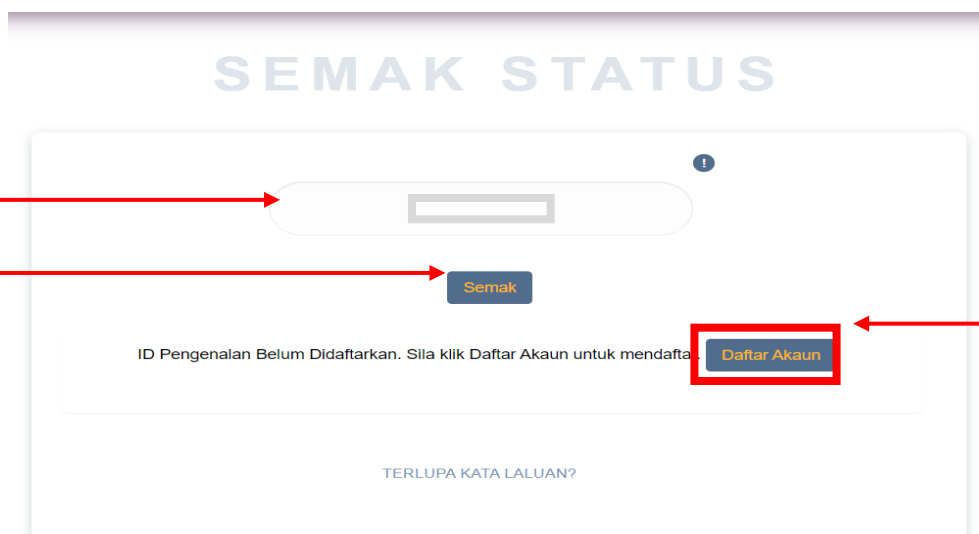 SEMAK STATUS
!
Semak
ID Pengenalan Belum Didaftarkan. Sila klik Daftar Akaun untuk mendafta. Daftar Akaun
TERLUPA KATA LALUAN?